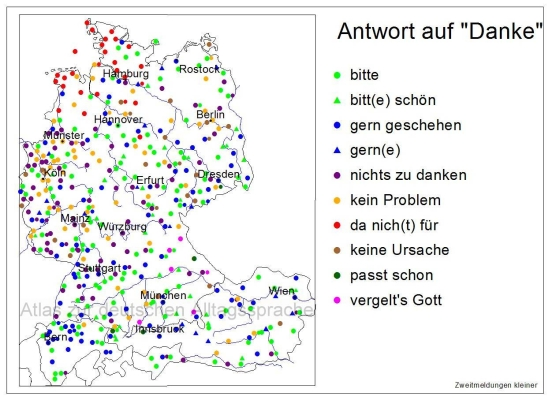 Antwort auf "Danke"
bitte
bitt(e) schön
gern geschehen
gern(e)
nichts zu danken
kein Problem
da nich(t) für
keine Ursache
passt schon
vergelt's Gott
Hamburg
Rostock
Hannover
Berlin
Münster
Köln
Erfurt
Dresden
Mainz
Würzburg
Stuttgart
München
Wien
Atlas zur deutschen Alltagssprache
Innsbruck
Bern
Zweitmeldungen kleiner